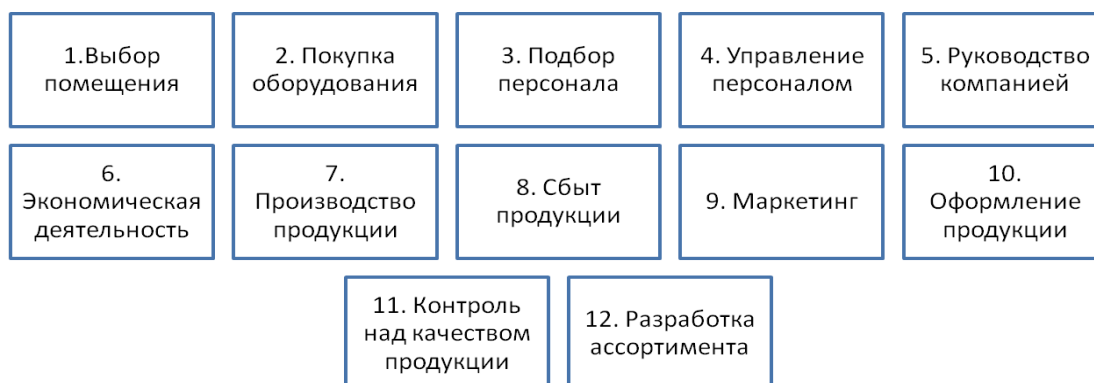 1.Выбор
помещения
2. Покупка
оборудования
3. Подбор
персонала
4. Управление
персоналом
5. Руководство
компанией
6.
Экономическая
деятельность
7.
Производство
продукции
8. Сбыт
продукции
9. Маркетинг
10.
Оформление
продукции
11. Контроль
над качеством
продукции
12. Разработка
ассортимента